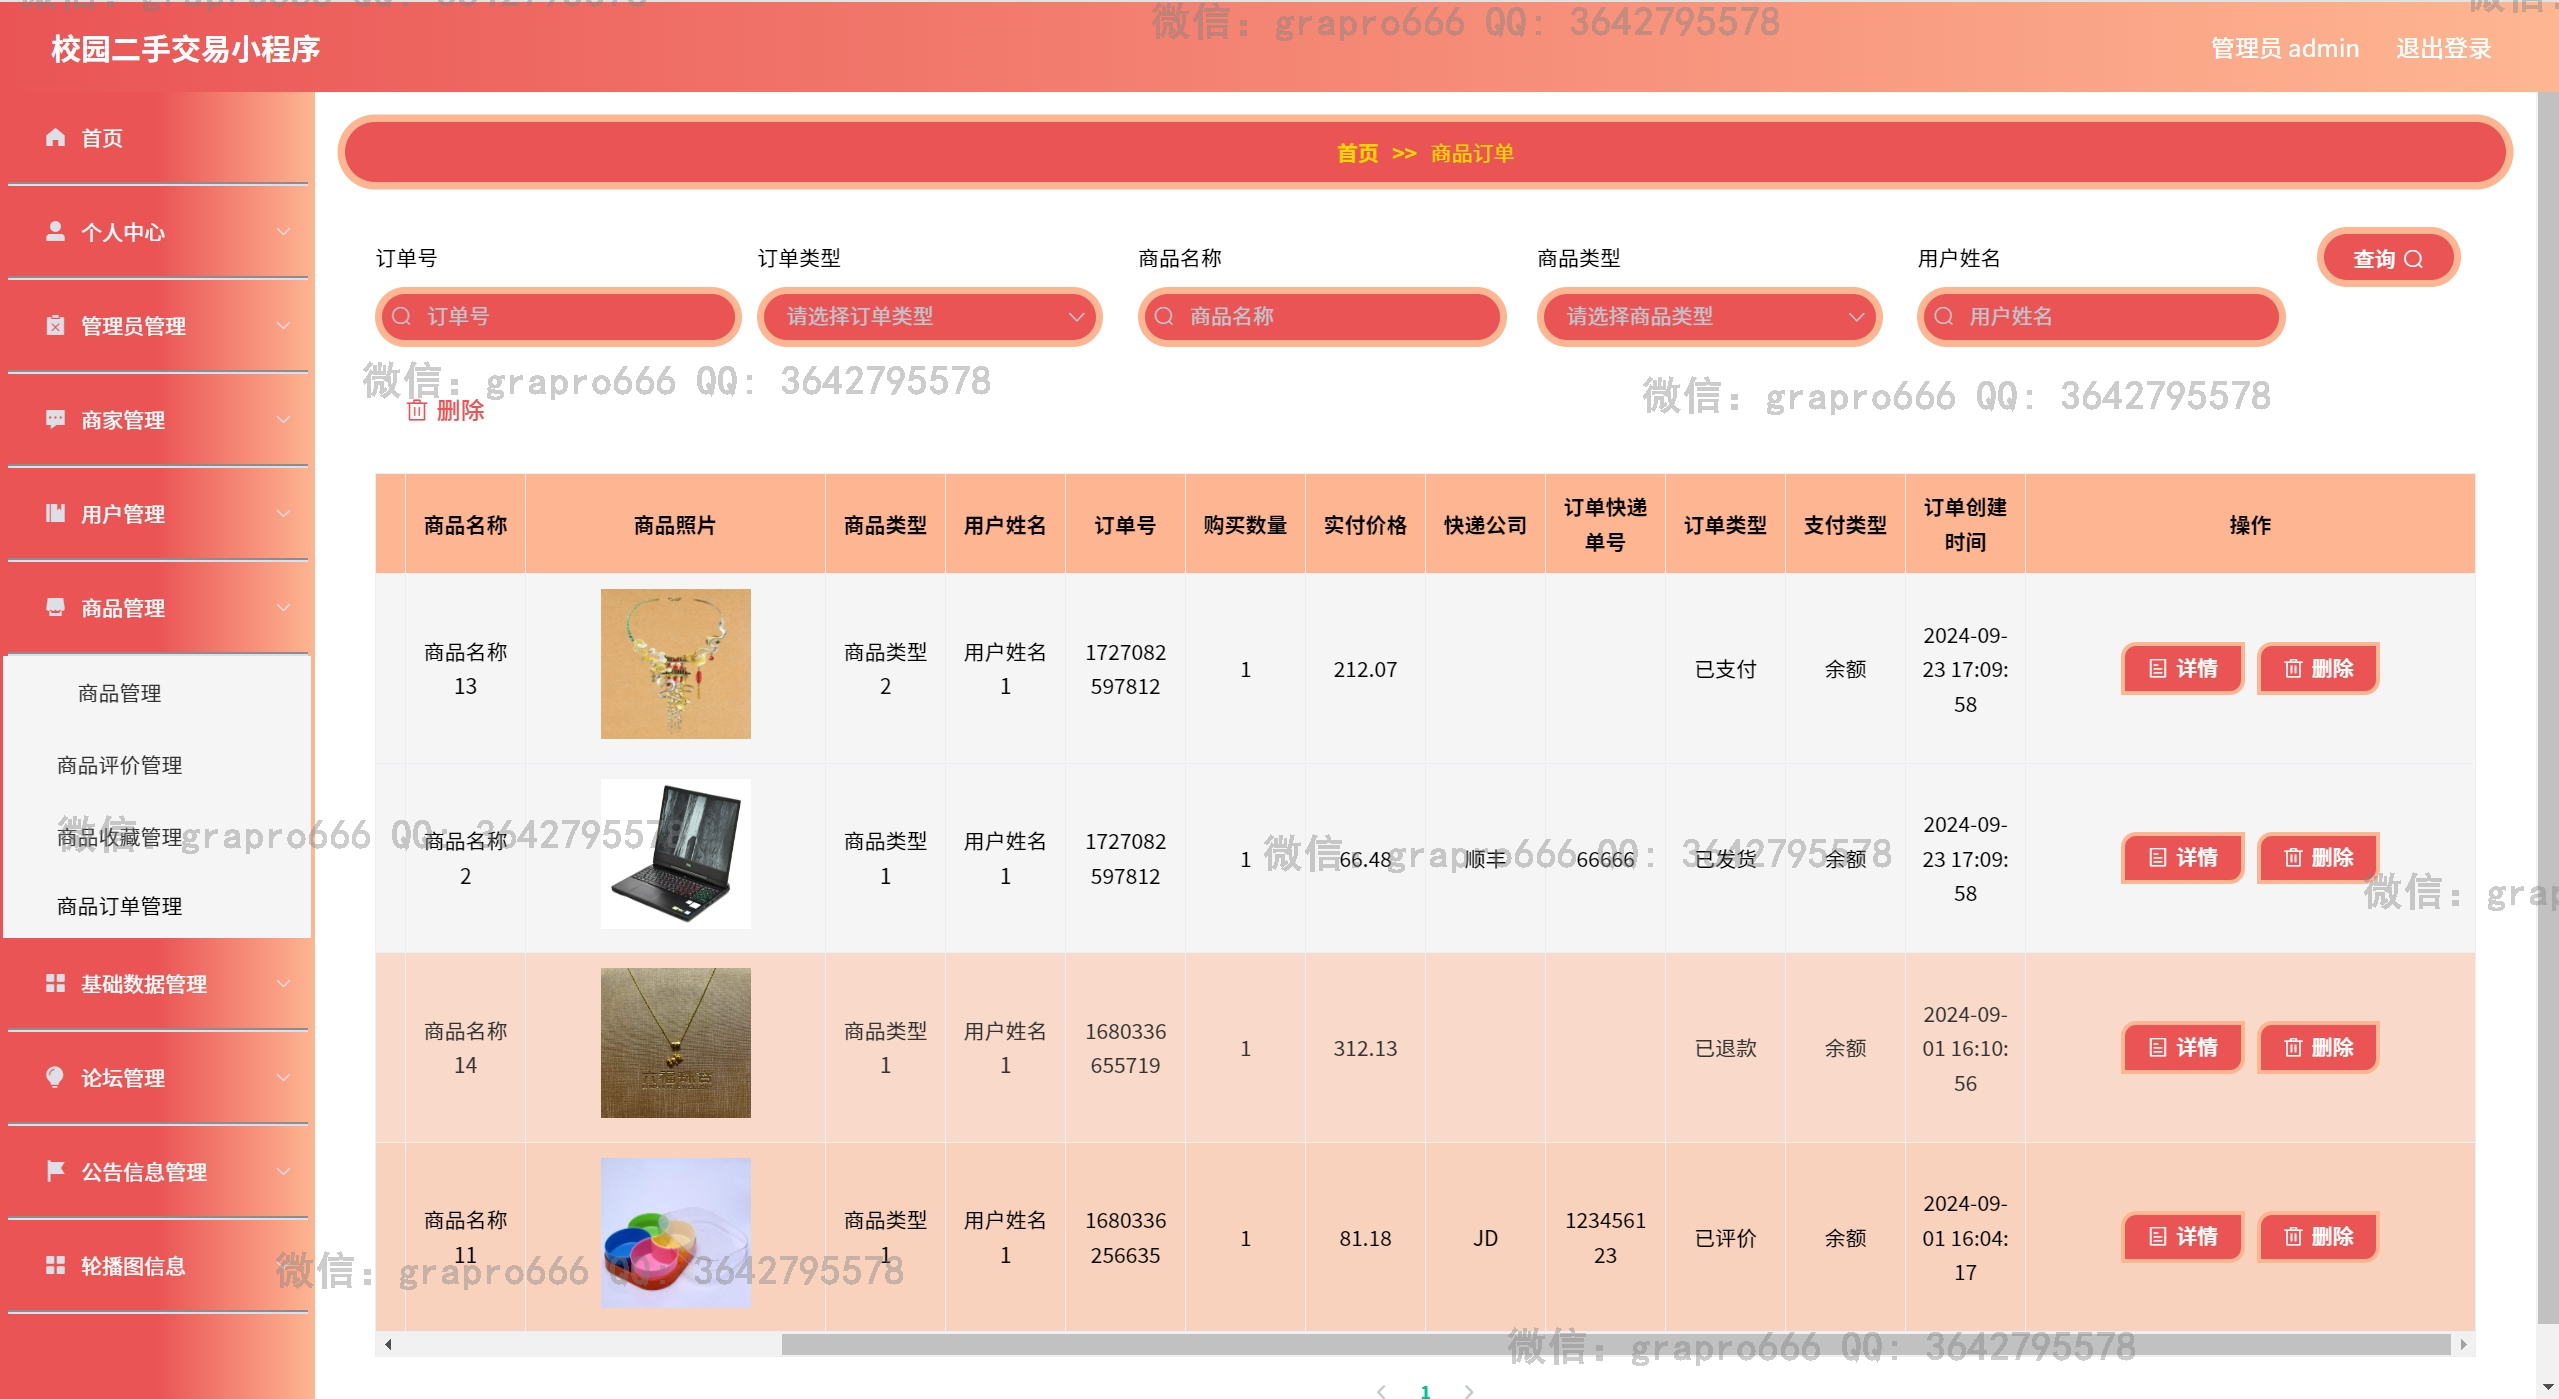 微信: grapro666 QQ: 3642795578
校园二手交易小程序
管理员 admin
退出登录
首页
个人中心
管理员管理
商家管理
用户管理
商品管理
商品管理
商品评价管理
商品收藏管理
商品订单管理
基础数据管理
论坛管理
公告信息管理
轮播图信息
首页 >> 商品订单
订单号
订单类型
商品名称
商品类型
用户姓名
查询
订单号
请选择订单类型
商品名称
请选择商品类型
用户姓名
微信: grapro666 QQ: 3642795578
微信: grapro666 QQ: 3642795578
删除
商品名称 商品照片 商品类型 用户姓名 订单号 购买数量 实付价格 快递公司 订单快递 订单类型 支付类型 订单创建 操作
单号 时间
商品名称 商品类型 用户姓名 1727082 1 212.07 已支付 余额 2024-09-
13 2 1 597812 23 17:09:
58
详情 删除
商品名称 商品类型 用户姓名 1727082 1 66.48 顺丰 66666 已发货 余额 2024-09-
2 1 1 597812 23 17:09:
58
详情 删除
微信: grapro666 QQ: 3642795578
微信: grapro666 QQ: 3642795578
微信: grap
商品名称 商品类型 用户姓名 1680336 1 312.13 已退款 余额 2024-09-
14 1 1 655719 01 16:10:
56
详情 删除
商品名称 商品类型 用户姓名 1680336 1 81.18 JD 1234561 已评价 余额 2024-09-
11 1 1 256635 23 01 16:04:
17
详情 删除
微信: grapro666 QQ: 3642795578
微信: grapro666 QQ: 3642795578
1